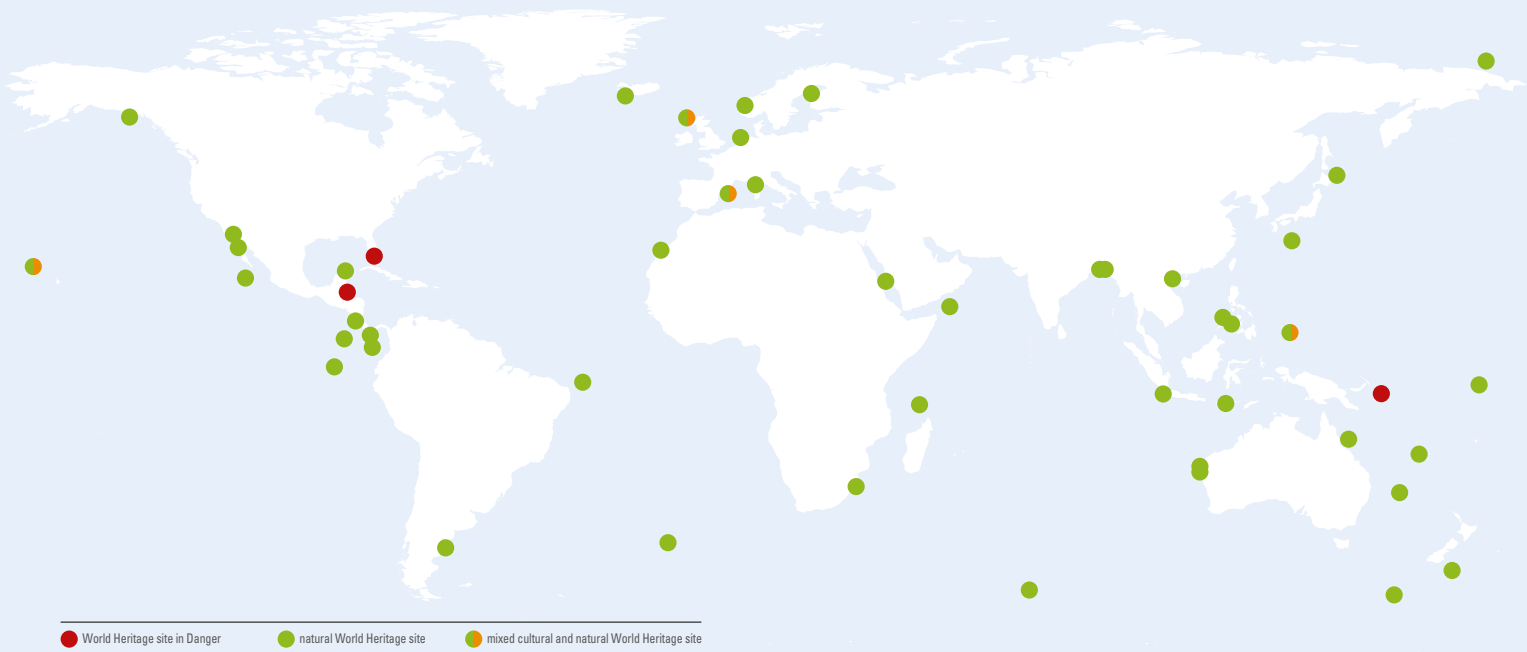 World Heritage site in Danger
natural World Heritage site
mixed cultural and natural World Heritage site